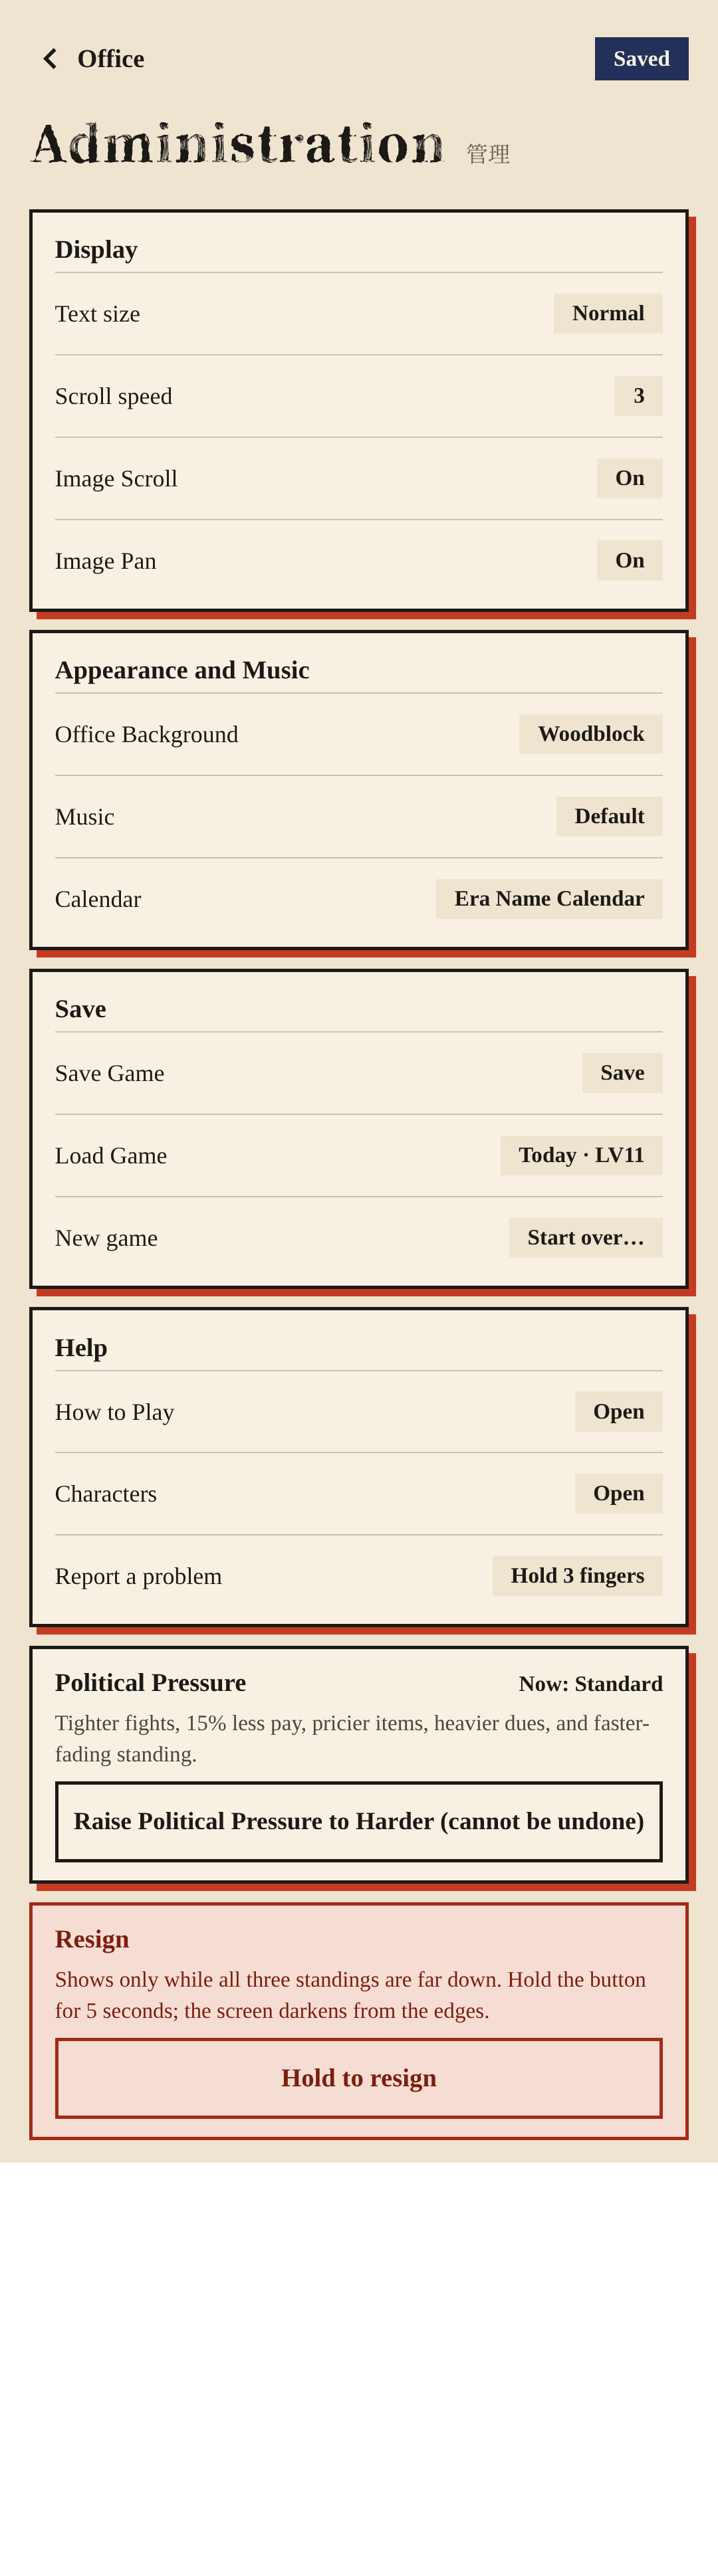 Office
Saved
Administration 管理
Display
Text size Normal
Scroll speed 3
Image Scroll On
Image Pan On
Appearance and Music
Office Background Woodblock
Music Default
Calendar Era Name Calendar
Save
Save Game Save
Load Game Today · LV11
New game Start over…
Help
How to Play Open
Characters Open
Report a problem Hold 3 fingers
Political Pressure Now: Standard
Tighter fights, 15% less pay, pricier items, heavier dues, and faster-
fading standing.
Raise Political Pressure to Harder (cannot be undone)
Resign
Shows only while all three standings are far down. Hold the button
for 5 seconds; the screen darkens from the edges.
Hold to resign